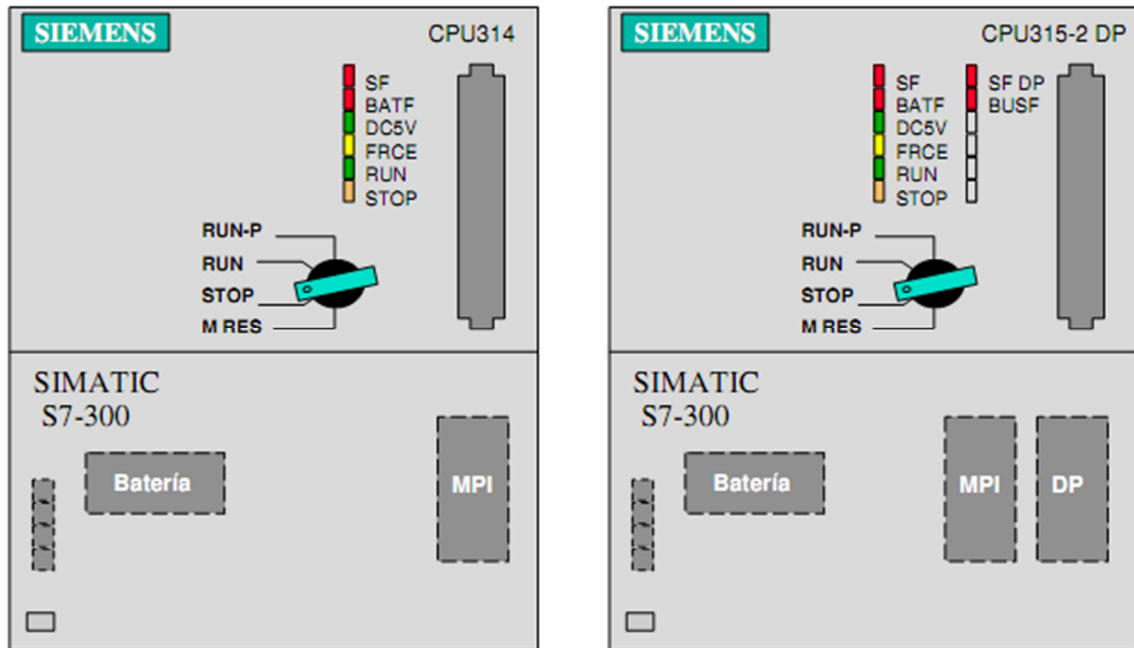 SIEMENS
CPU314
SF
BATF
DC5V
FRCE
RUN
STOP
RUN-P
RUN
STOP
M RES
SIMATIC
S7-300
Batería
MPI
SIEMENS
CPU315-2 DP
SF
BATF
DC5V
FRCE
RUN
STOP
SF DP
BUSF
RUN-P
RUN
STOP
M RES
SIMATIC
S7-300
Batería
MPI
DP